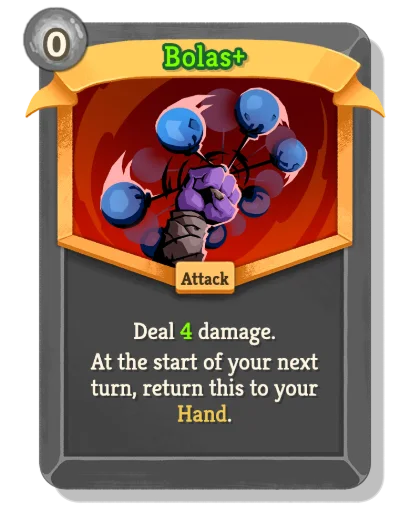 0
Bolas+
Attack
Deal 4 damage.
At the start of your next
turn, return this to your
Hand.